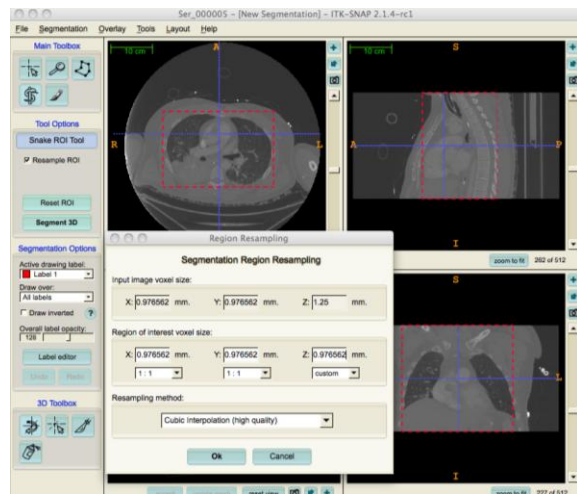 Ser_000005 - [New Segmentation] - ITK-SNAP 2.1.4-rc1
File Segmentation Overlay Tools Layout Help
Main Toolbox
Tool Options
Snake ROI Tool
Resample ROI
Reset ROI
Segment 3D
Segmentation Options
Active drawing label:
Label 1
Draw over:
All labels
Draw inverted ?
Overall label opacity:
128
Label editor
Undo Redo
3D Toolbox
10 cm
A
R
L
10 cm
S
A
P
I
zoom to fit 262 of 512
Region Resampling
Segmentation Region Resampling
Input image voxel size:
X: 0.976562 mm. Y: 0.976562 mm. Z: 1.25 mm.
Region of interest voxel size:
X: 0.976562 mm. Y: 0.976562 mm. Z: 0.976562 mm.
1 : 1 1 : 1 custom
Resampling method:
Cubic Interpolation (high quality)
Ok Cancel
S
L
I
reset view
zoom to fit 227 of 512